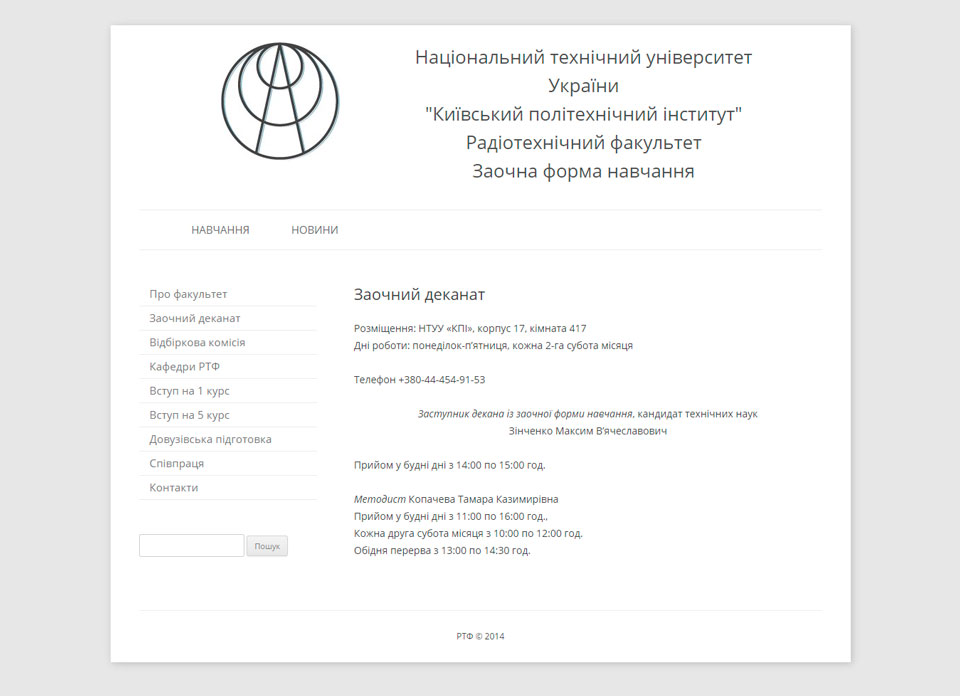 Національний технічний університет
України
"Київський політехнічний інститут"
Радіотехнічний факультет
Заочна форма навчання
НАВЧАННЯ НОВИНИ
Про факультет
Заочний деканат
Відбіркова комісія
Кафедри РТФ
Вступ на 1 курс
Вступ на 5 курс
Довузівська підготовка
Співпраця
Контакти
Пошук
Заочний деканат
Розміщення: НТУУ «КПІ», корпус 17, кімната 417
Дні роботи: понеділок-п'ятниця, кожна 2-га субота місяця
Телефон +380-44-454-91-53
Заступник декана із заочної форми навчання, кандидат технічних наук
Зінченко Максим В'ячеславович
Прийом у будні дні з 14:00 по 15:00 год.
Методист Копачева Тамара Казимирівна
Прийом у будні дні з 11:00 по 16:00 год.,
Кожна друга субота місяця з 10:00 по 12:00 год.
Обідня перерва з 13:00 по 14:30 год.
РТФ © 2014